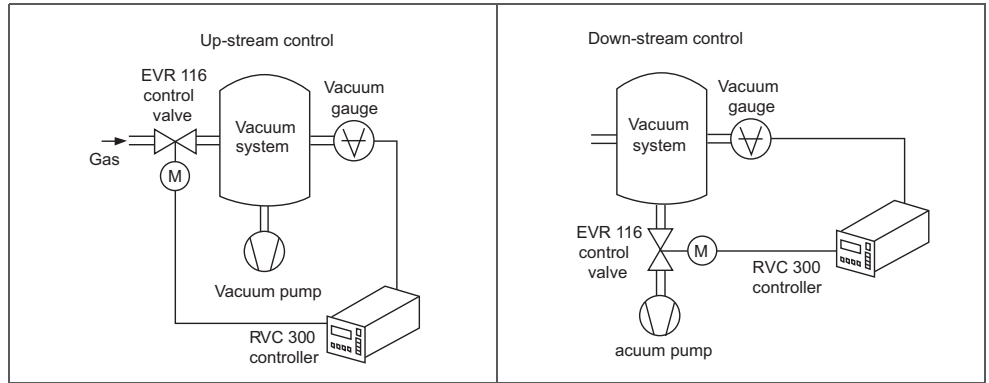 Up-stream control
EVR 116
control
valve
Vacuum
gauge
Vacuum
system
Gas
M
Vacuum pump
RVC 300
controller
Down-stream control
Vacuum
gauge
Vacuum
system
EVR 116
control
valve
M
RVC 300
controller
acuum pump